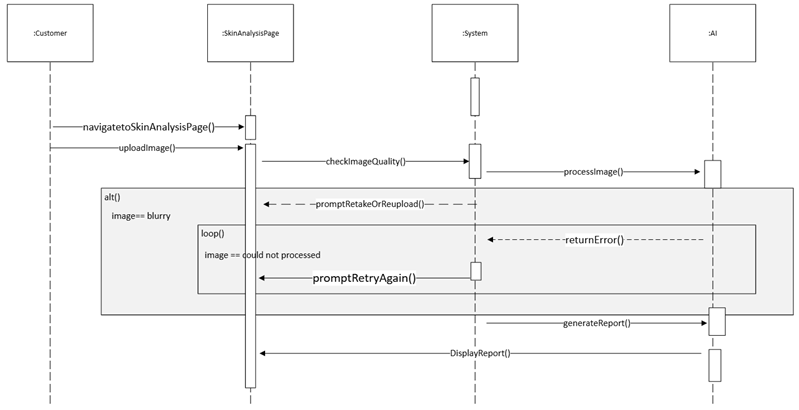 :Customer
:SkinAnalysisPage
:System
:AI
navigatetoSkinAnalysisPage()
uploadImage()
checkImageQuality()
processImage()
alt()
image== blurry
promptRetakeOrReupload()
loop()
returnError()
image == could not processed
promptRetryAgain()
generateReport()
DisplayReport()